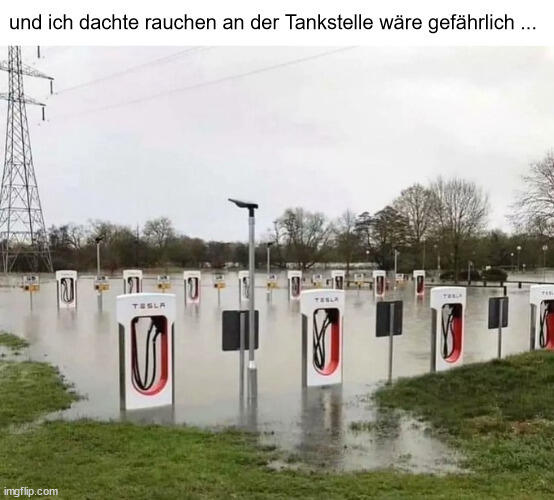 und ich dachte rauchen an der Tankstelle wäre gefährlich ...
TESLA
TESLA
TESLA
imgflip.com